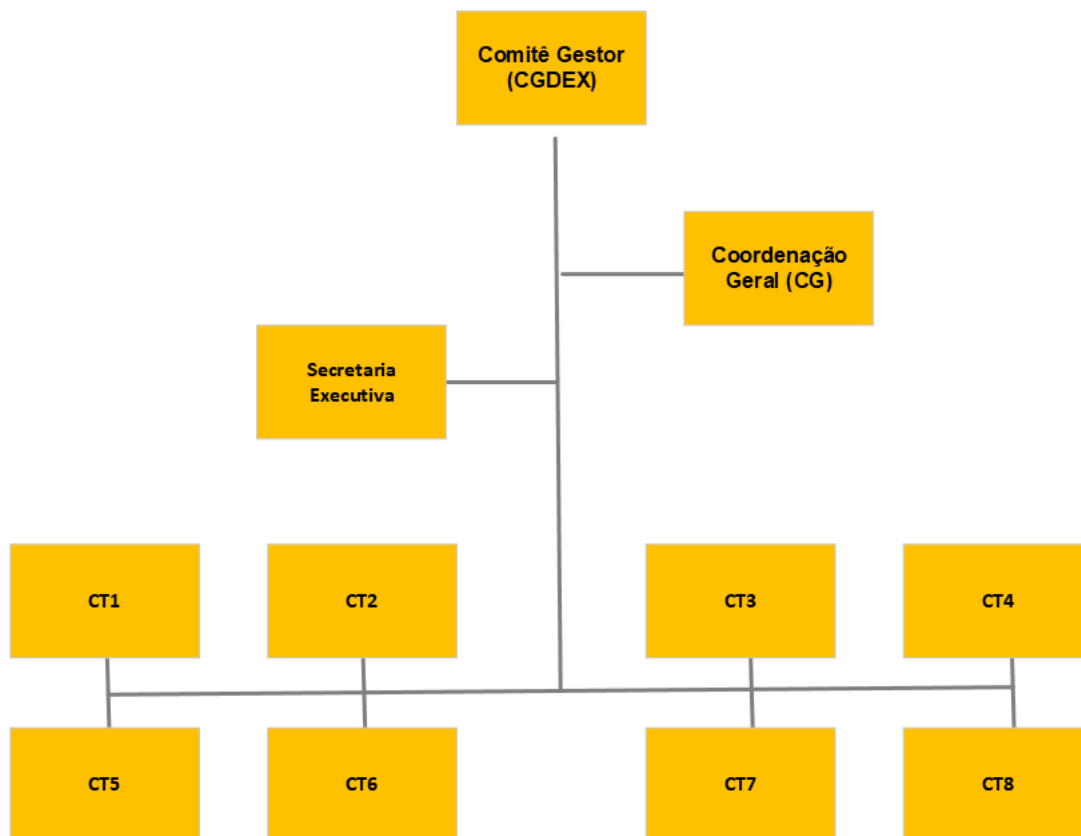 Comitê Gestor
(CGDEX)
Coordenação
Geral (CG)
Secretaria
Executiva
CT1
CT2
CT3
CT4
CT5
CT6
CT7
CT8